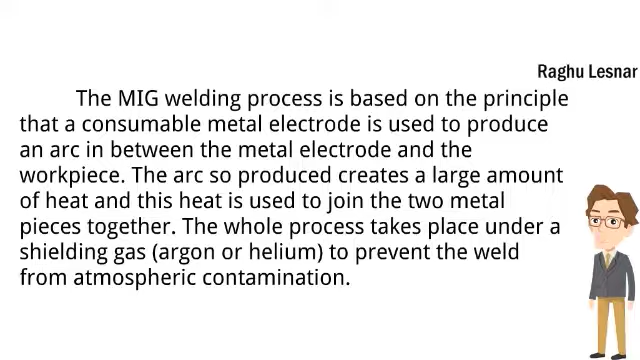 Raghu Lesnar
The MIG welding process is based on the principle
that a consumable metal electrode is used to produce
an arc in between the metal electrode and the
workpiece. The arc so produced creates a large amount
of heat and this heat is used to join the two metal
pieces together. The whole process takes place under a
shielding gas (argon or helium) to prevent the weld
from atmospheric contamination.